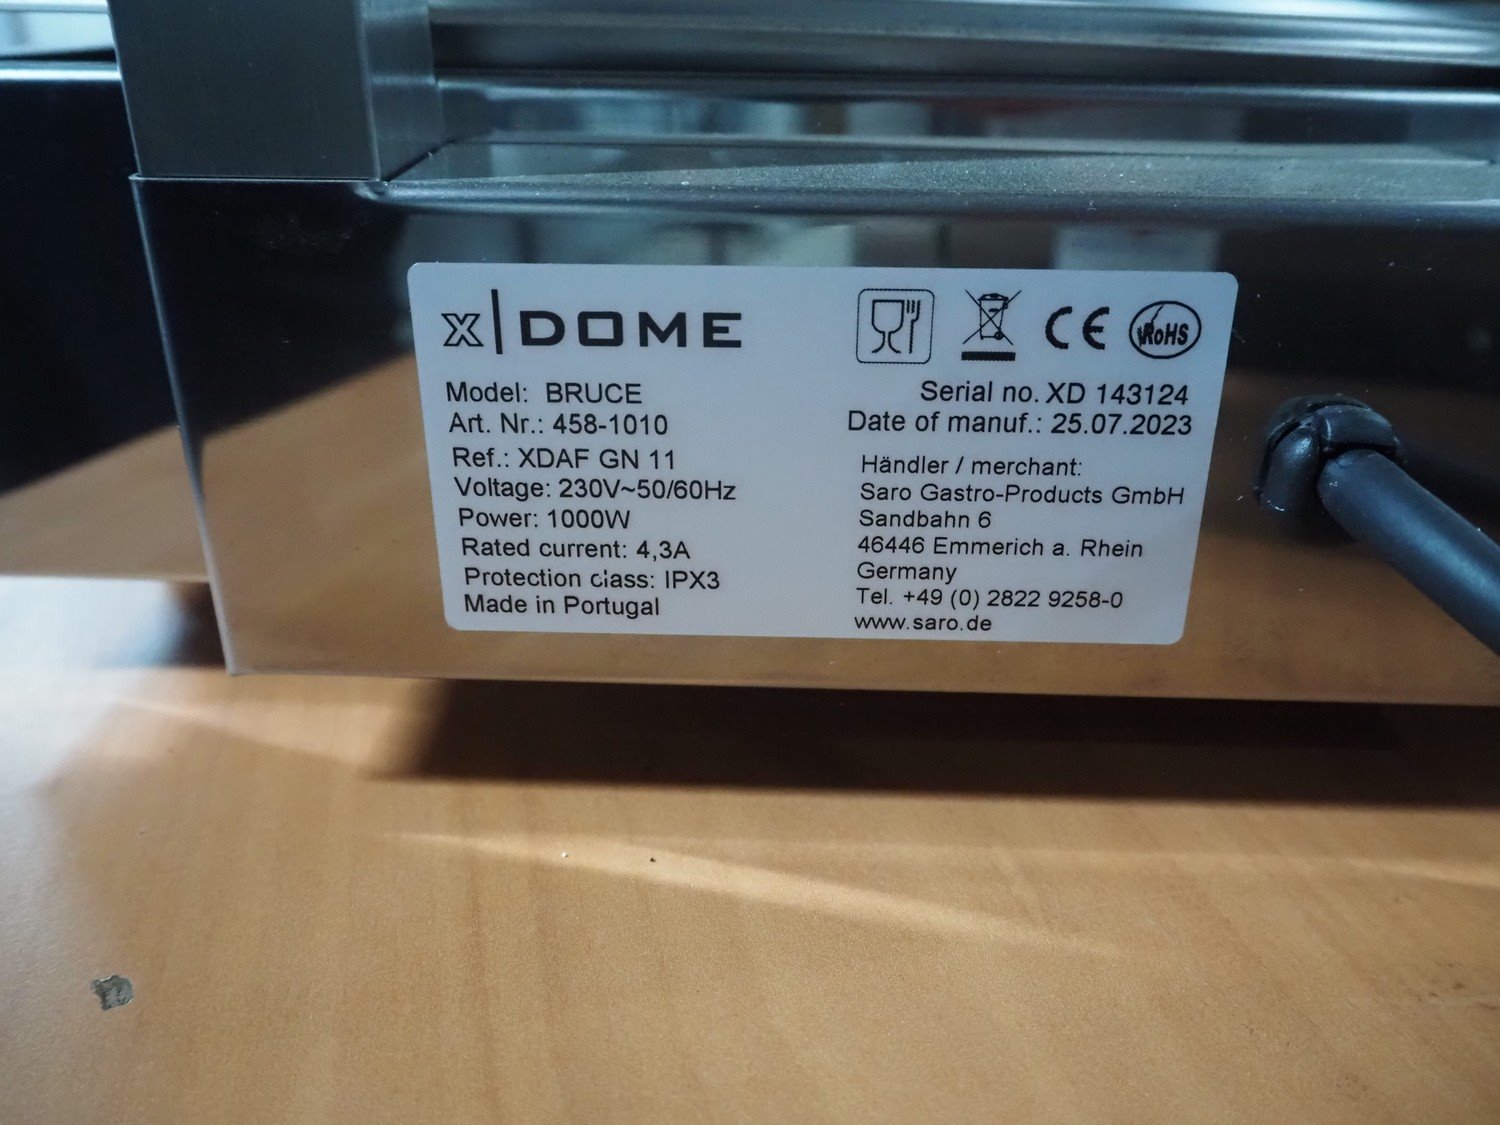 x|DOME
RoHS
Model: BRUCE
Art. Nr.: 458-1010
Ref.: XDAF GN 11
Voltage: 230V~50/60Hz
Power: 1000W
Rated current: 4,3A
Protection class: IPX3
Made in Portugal
Serial no. XD 143124
Date of manuf.: 25.07.2023
Händler / merchant:
Saro Gastro-Products GmbH
Sandbahn 6
46446 Emmerich a. Rhein
Germany
Tel. +49 (0) 2822 9258-0
www.saro.de